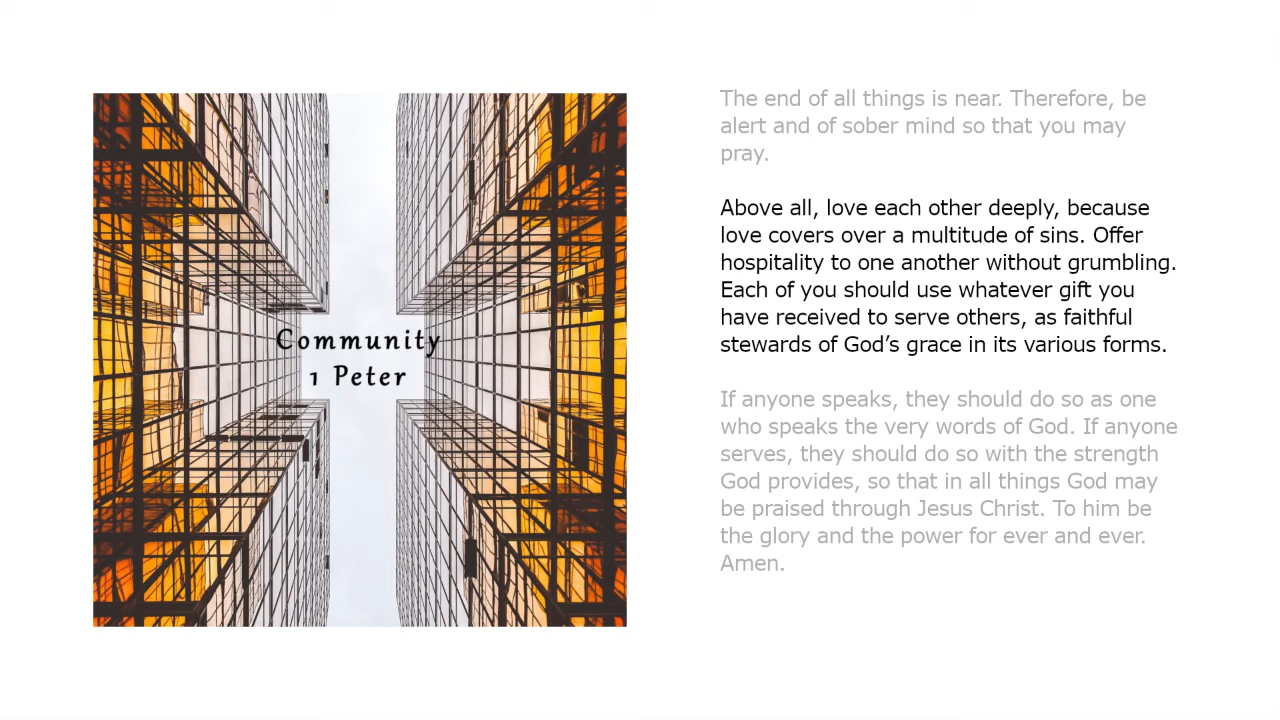 Community
1 Peter
The end of all things is near. Therefore, be
alert and of sober mind so that you may
pray.
Above all, love each other deeply, because
love covers over a multitude of sins. Offer
hospitality to one another without grumbling.
Each of you should use whatever gift you
have received to serve others, as faithful
stewards of God’s grace in its various forms.
If anyone speaks, they should do so as one
who speaks the very words of God. If anyone
serves, they should do so with the strength
God provides, so that in all things God may
be praised through Jesus Christ. To him be
the glory and the power for ever and ever.
Amen.